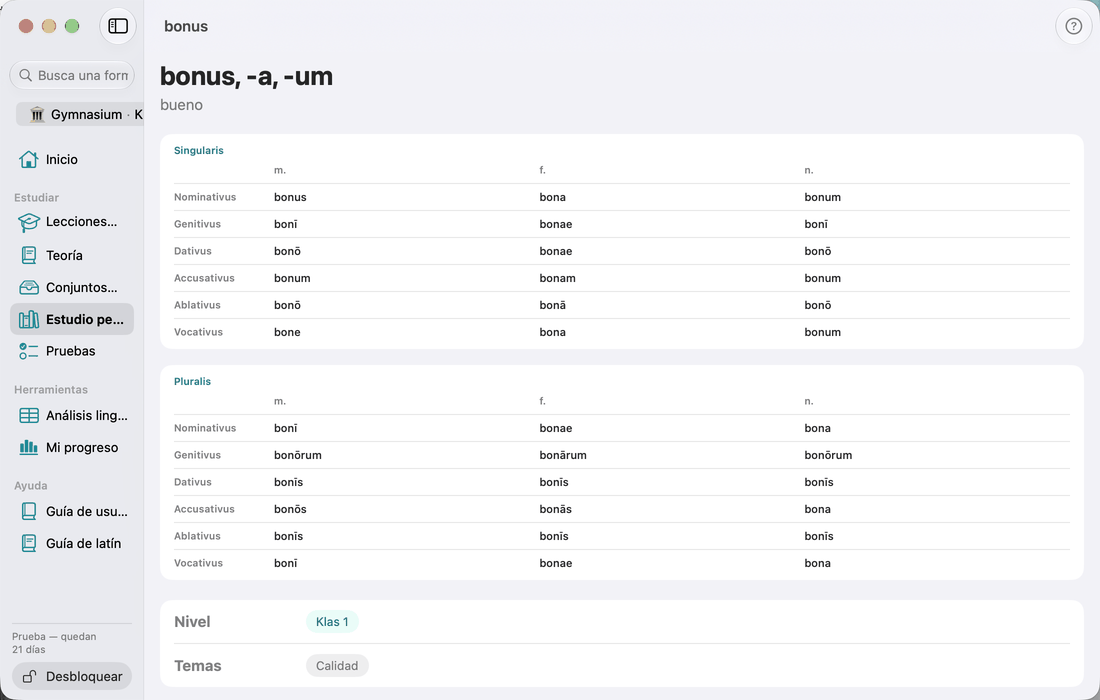 bonus
?
Busca una forn
Gymnasium · K
Inicio
Estudiar
Lecciones...
Teoría
Conjuntos...
Estudio pe...
Pruebas
Herramientas
Análisis ling...
Mi progreso
Ayuda
Guía de usu...
Guía de latín
Prueba — quedan
21 días
Desbloquear
bonus, -a, -um
bueno
Singularis
m. f. n.
Nominativus bonus bona bonum
Genitivus bonī bonae bonī
Dativus bonō bonae bonō
Accusativus bonum bonam bonum
Ablativus bonō bonā bonō
Vocativus bone bona bonum
Pluralis
m. f. n.
Nominativus bonī bonae bona
Genitivus bonōrum bonārum bonōrum
Dativus bonīs bonīs bonīs
Accusativus bonōs bonās bona
Ablativus bonīs bonīs bonīs
Vocativus bonī bonae bona
Nivel Klas 1
Temas Calidad